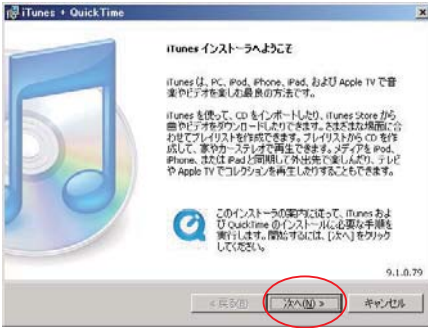 iTunes + QuickTime
iTunes インストーラへようこそ
iTunes は、PC、iPod、iPhone、iPad、および Apple TV で音
楽やビデオを楽しむ最良の方法です。
iTunes を使って、CD をインポートしたり、iTunes Store から
曲やビデオをダウンロードしたりできます。さまざまな場面に合
わせてプレイリストを作成できます。プレイリストから CD を作
成して、家やカーステレオで再生できます。メディアを iPod、
iPhone、または iPad と同期して外出先で楽しんだり、テレビ
や Apple TV でコレクションを再生したりすることもできます。
このインストーラの案内に従って、iTunes およ
び QuickTime のインストールに必要な手順を
実行します。開始するには、[次へ] をクリック
してください。
9.1.0.79
< 戻る(B) 次へ(N) > キャンセル